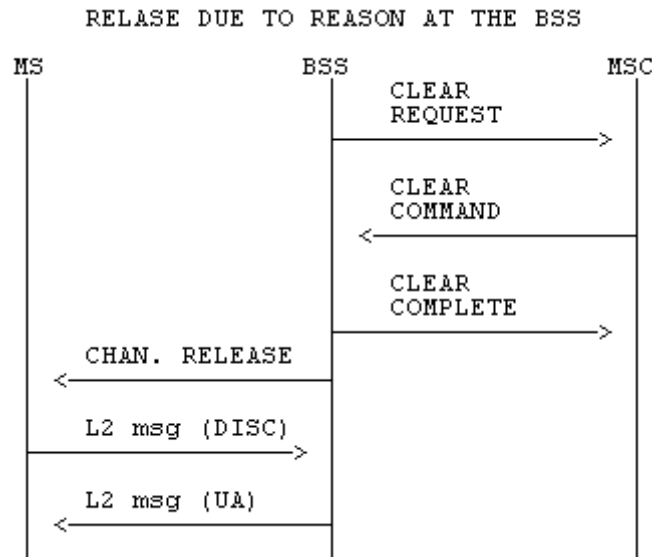 RELASE DUE TO REASON AT THE BSS
MS BSS MSC
CLEAR
REQUEST
CLEAR
COMMAND
CLEAR
COMPLETE
CHAN. RELEASE
L2 msg (DISC)
L2 msg (UA)